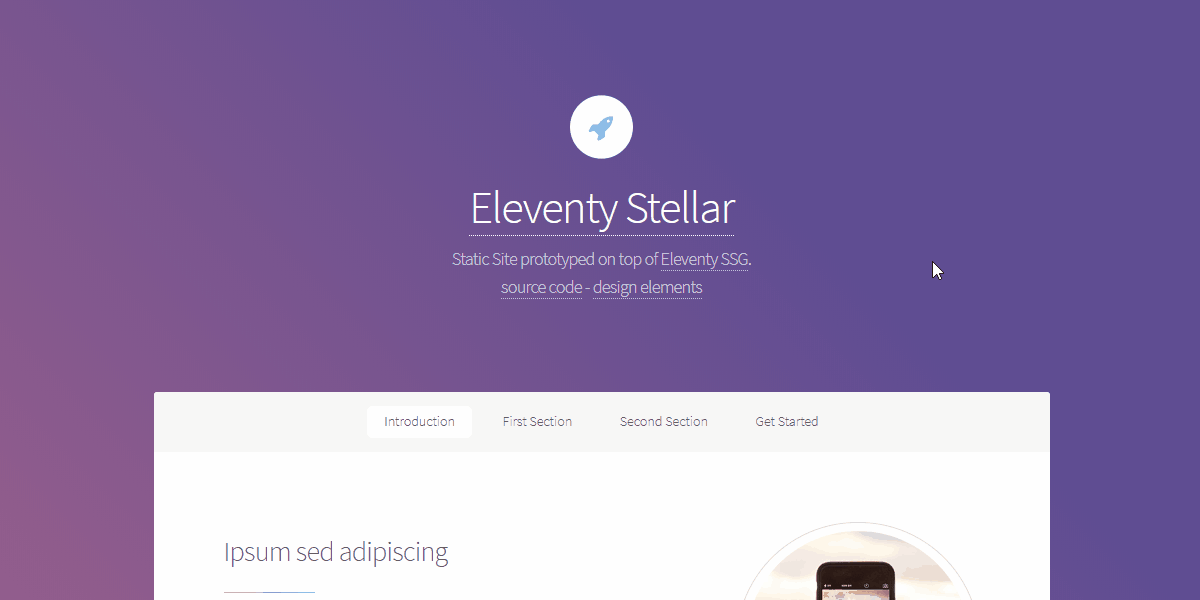 Eleventy Stellar
Static Site prototyped on top of Eleventy SSG.
source code - design elements
Introduction First Section Second Section Get Started
Ipsum sed adipiscing